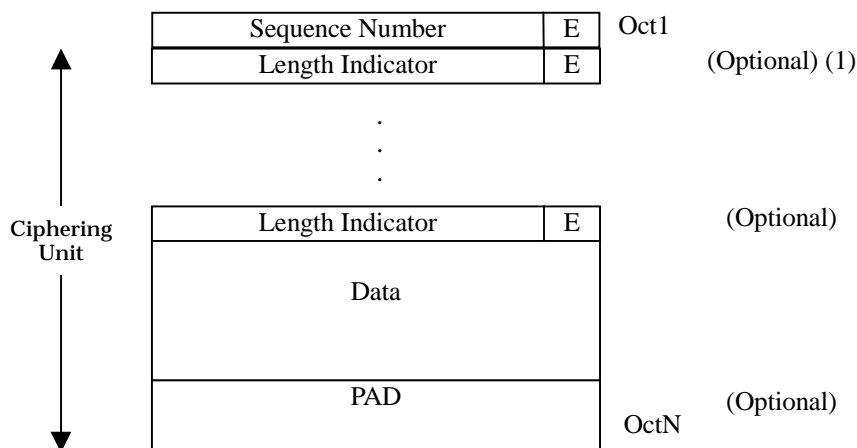 Sequence Number E Oct1
Length Indicator E (Optional) (1)
.
.
.
Length Indicator E (Optional)
Ciphering
Unit
Data
PAD (Optional)
OctN